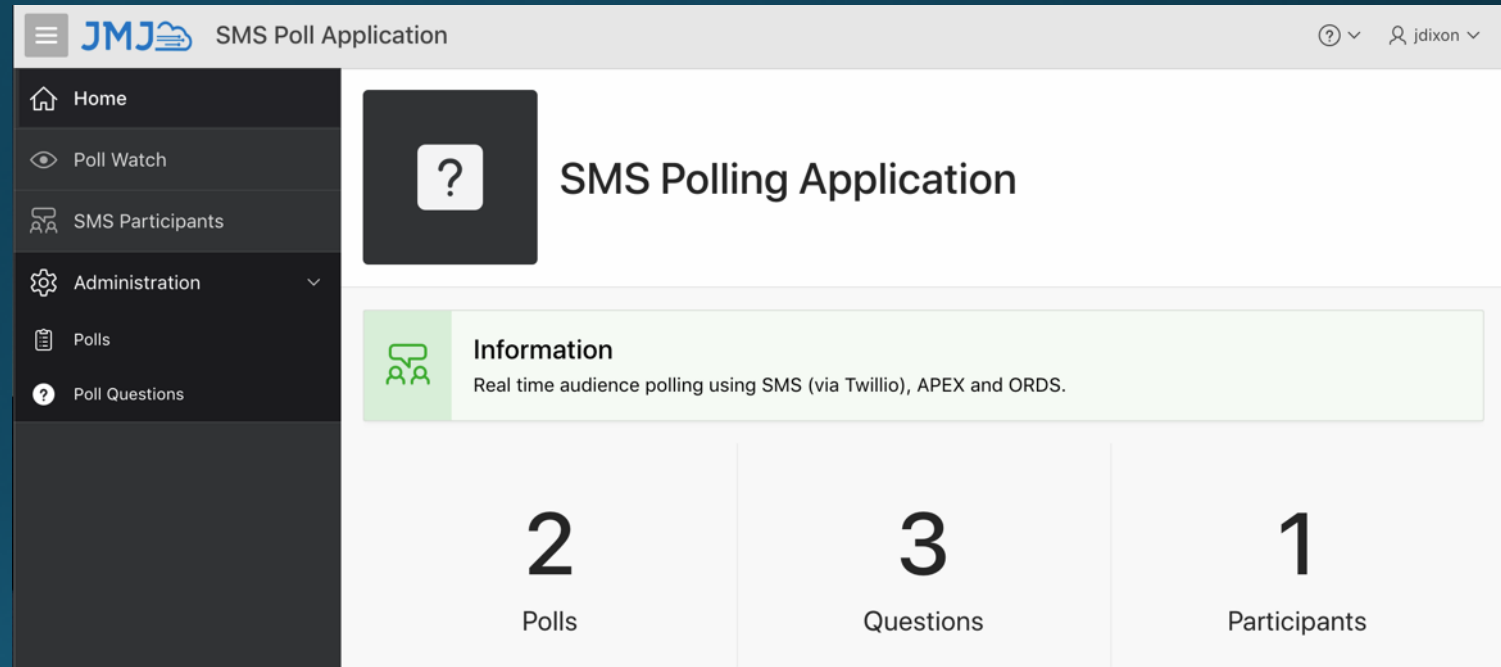 JMJ SMS Poll Application
jdixon
Home
Poll Watch
SMS Participants
Administration
Polls
Poll Questions
?
SMS Polling Application
Information
Real time audience polling using SMS (via Twillio), APEX and ORDS.
2
Polls
3
Questions
1
Participants